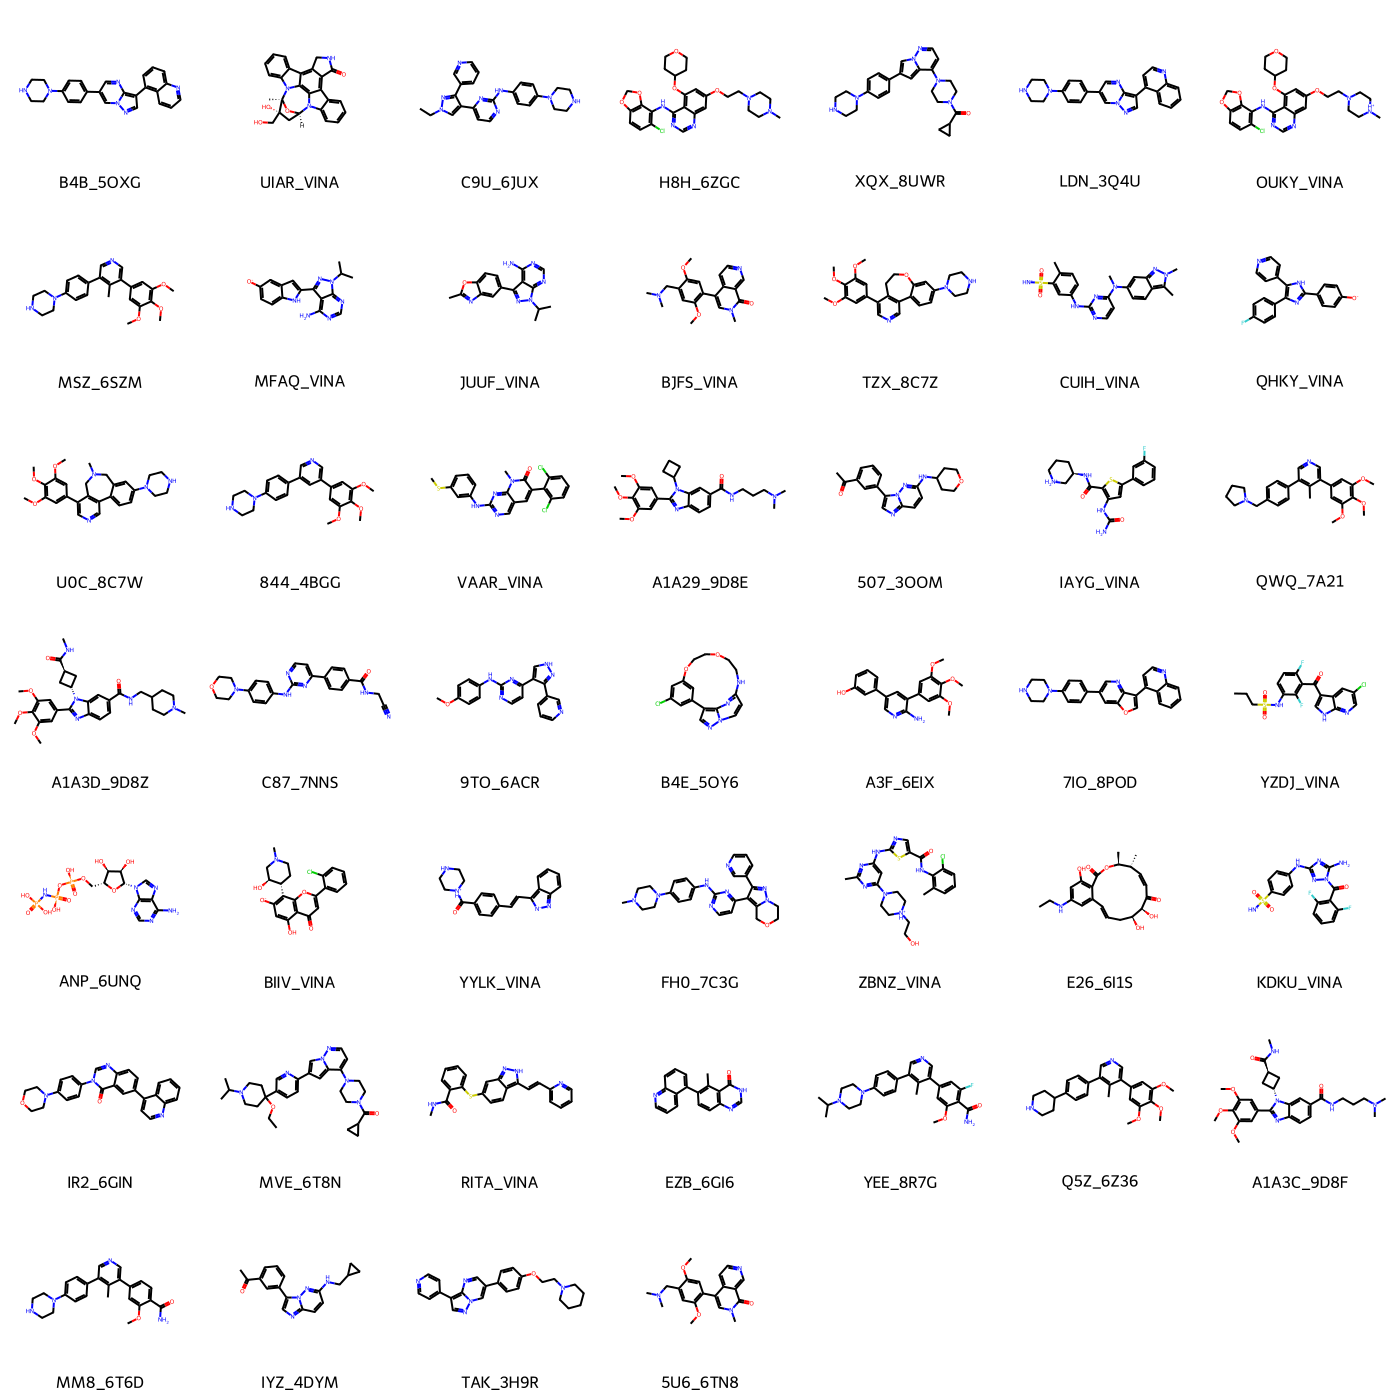 B4B_5OXG UIAR_VINA C9U_6JUX H8H_6ZGC XQX_8UWR LDN_3Q4U OUKY_VINA
MSZ_6SZM MFAQ_VINA JUUF_VINA BJFS_VINA TZX_8C7Z CUIH_VINA QHKY_VINA
U0C_8C7W 844_4BGG VAAR_VINA A1A29_9D8E 507_3OOM IAYG_VINA QWQ_7A21
A1A3D_9D8Z C87_7NNS 9TO_6ACR B4E_5OY6 A3F_6EIX 7IO_8POD YZDJ_VINA
ANP_6UNQ BIIV_VINA YYLK_VINA FH0_7C3G ZBNZ_VINA E26_6I1S KDKU_VINA
IR2_6GIN MVE_6T8N RITA_VINA EZB_6GI6 YEE_8R7G Q5Z_6Z36 A1A3C_9D8F
MM8_6T6D IYZ_4DYM TAK_3H9R 5U6_6TN8